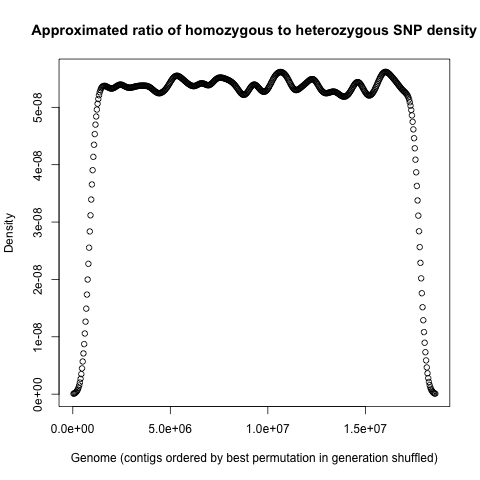 Approximated ratio of homozygous to heterozygous SNP density
Density
5e-08
4e-08
3e-08
2e-08
1e-08
0e+00
0.0e+00 5.0e+06 1.0e+07 1.5e+07
Genome (contigs ordered by best permutation in generation shuffled)